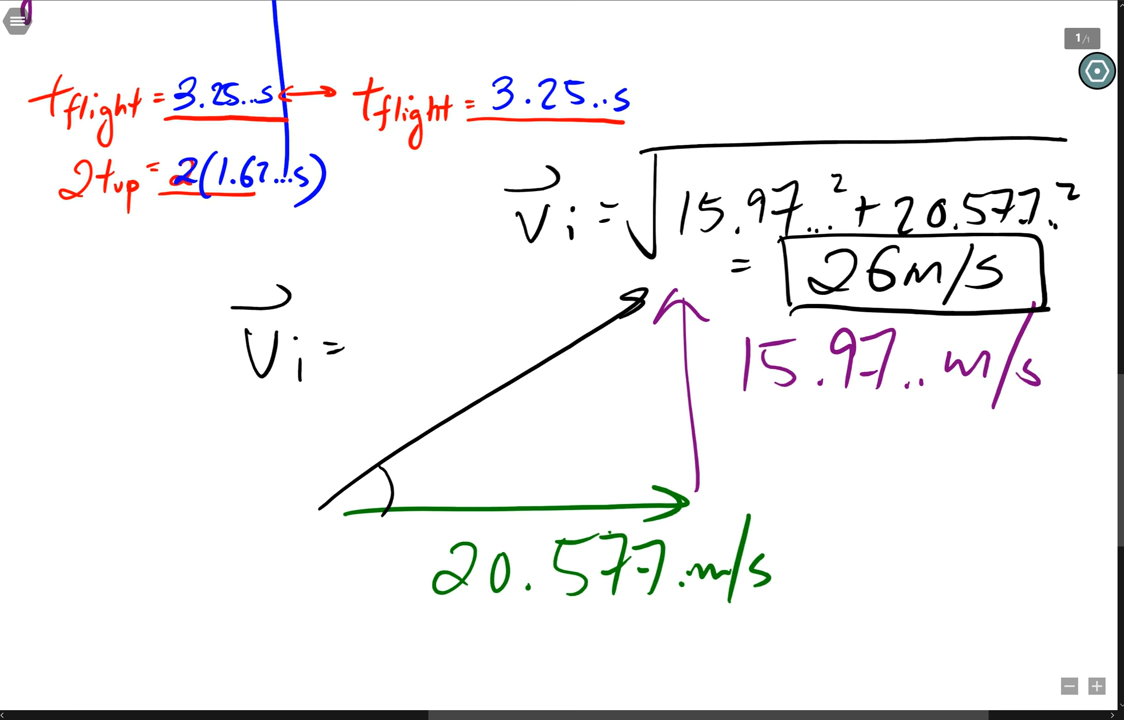 1/1
tflight = 3.25..s ↔ tflight = 3.25..s
2tup = 2(1.62...s)
v⃗i = √15.97...² + 20.577..²
= 26m/s
v⃗i =
15.97.. m/s
20.577.m/s